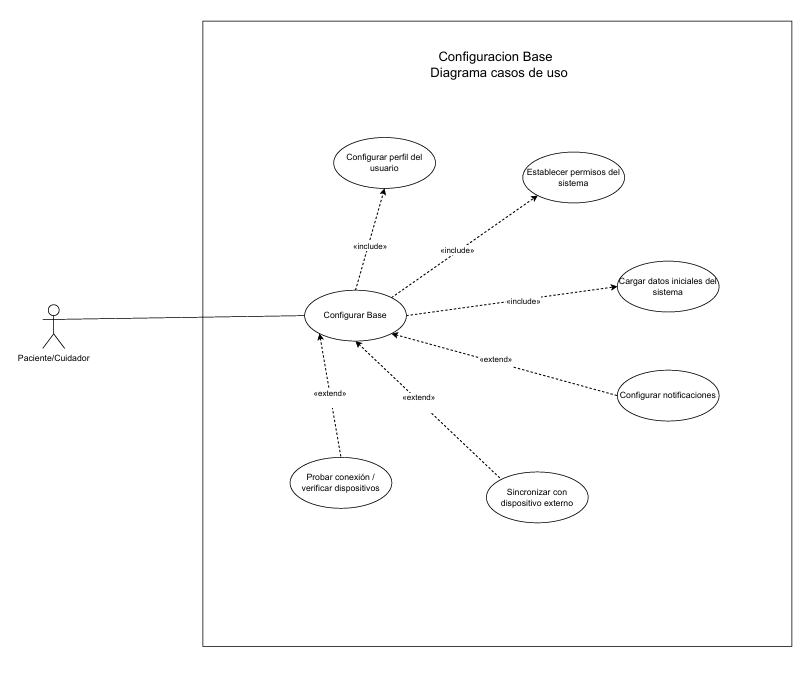 Configuracion Base
Diagrama casos de uso
Configurar perfil del
usuario
Establecer permisos del
sistema
«include»
«include»
Cargar datos iniciales del
sistema
«include»
Configurar Base
Paciente/Cuidador
«extend»
Configurar notificaciones
«extend»
«extend»
Probar conexión /
verificar dispositivos
Sincronizar con
dispositivo externo